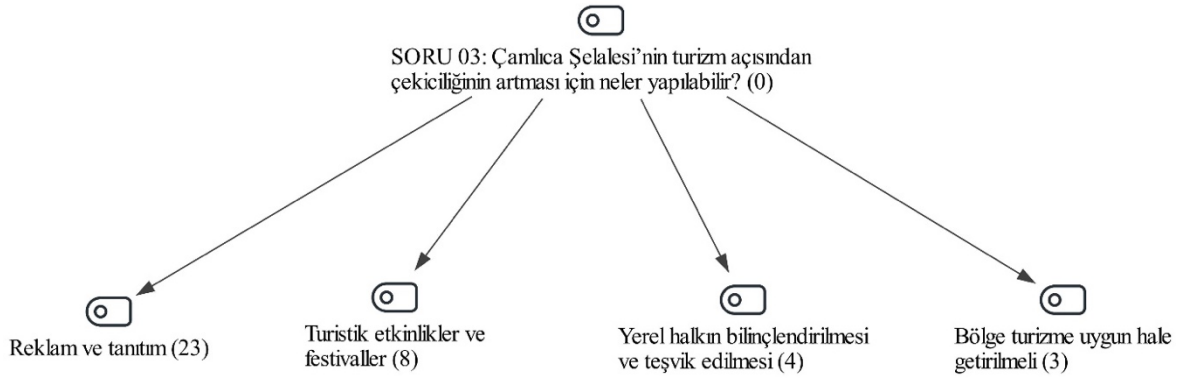 SORU 03: Çamlıca Şelalesi’nin turizm açısından
çekiciliğinin artması için neler yapılabilir? (0)
Reklam ve tanıtım (23)
Turistik etkinlikler ve
festivaller (8)
Yerel halkın bilinçlendirilmesi
ve teşvik edilmesi (4)
Bölge turizme uygun hale
getirilmeli (3)